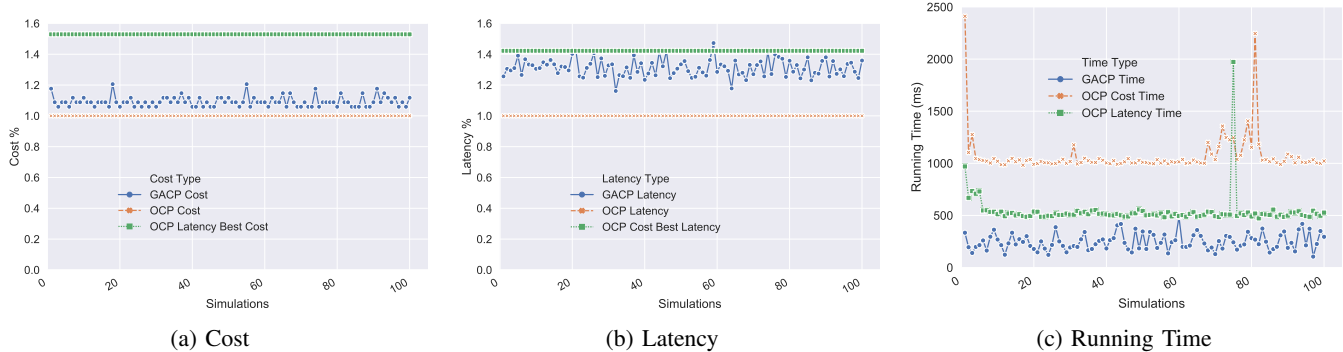 1.6
1.4
1.2
1.0
0.8
0.6
0.4
0.2
0.0
Cost %
Cost Type
GACP Cost
OCP Cost
OCP Latency Best Cost
0
20
40
60
80
100
Simulations
(a) Cost
1.6
1.4
1.2
1.0
0.8
0.6
0.4
0.2
0.0
Latency %
Latency Type
GACP Latency
OCP Latency
OCP Cost Best Latency
0
20
40
60
80
100
Simulations
(b) Latency
2500
2000
1500
1000
500
0
Running Time (ms)
Time Type
GACP Time
OCP Cost Time
OCP Latency Time
0
20
40
60
80
100
Simulations
(c) Running Time